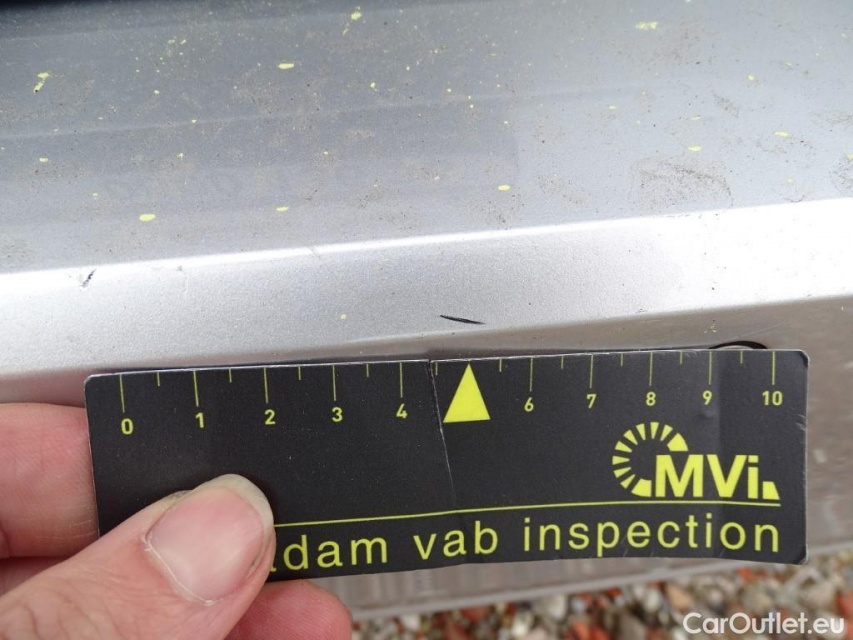 0 1 2 3 4 6 7 8 9 10
MVi
dam vab inspection
CarOutlet.eu